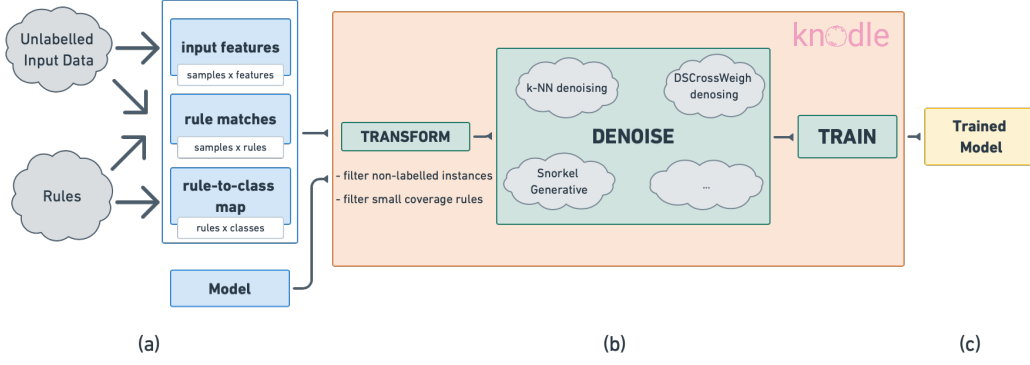 Unlabelled
Input Data
Rules
input features
samples x features
rule matches
samples x rules
rule-to-class
map
rules x classes
Model
knodle
TRANSFORM
- filter non-labelled instances
- filter small coverage rules
k-NN denoising
DSCrossWeigh
denosing
DENOISE
Snorkel
Generative
...
TRAIN
Trained
Model
(a)
(b)
(c)